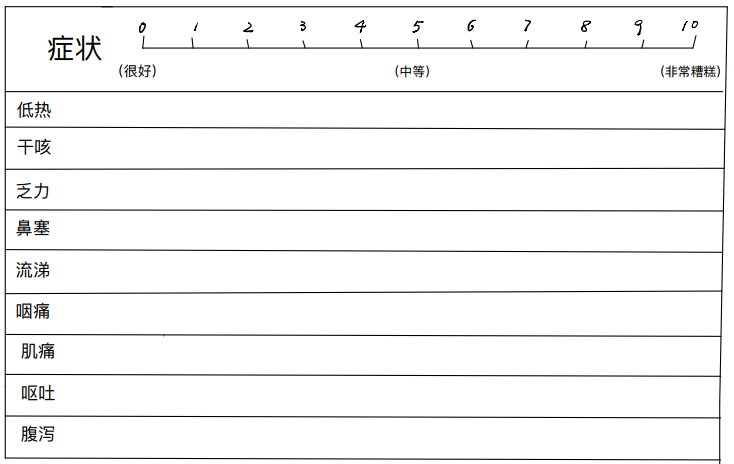 0 1 2 3 4 5 6 7 8 9 10
症状
(很好) (中等) (非常糟糕)
低热
干咳
乏力
鼻塞
流涕
咽痛
肌痛
呕吐
腹泻